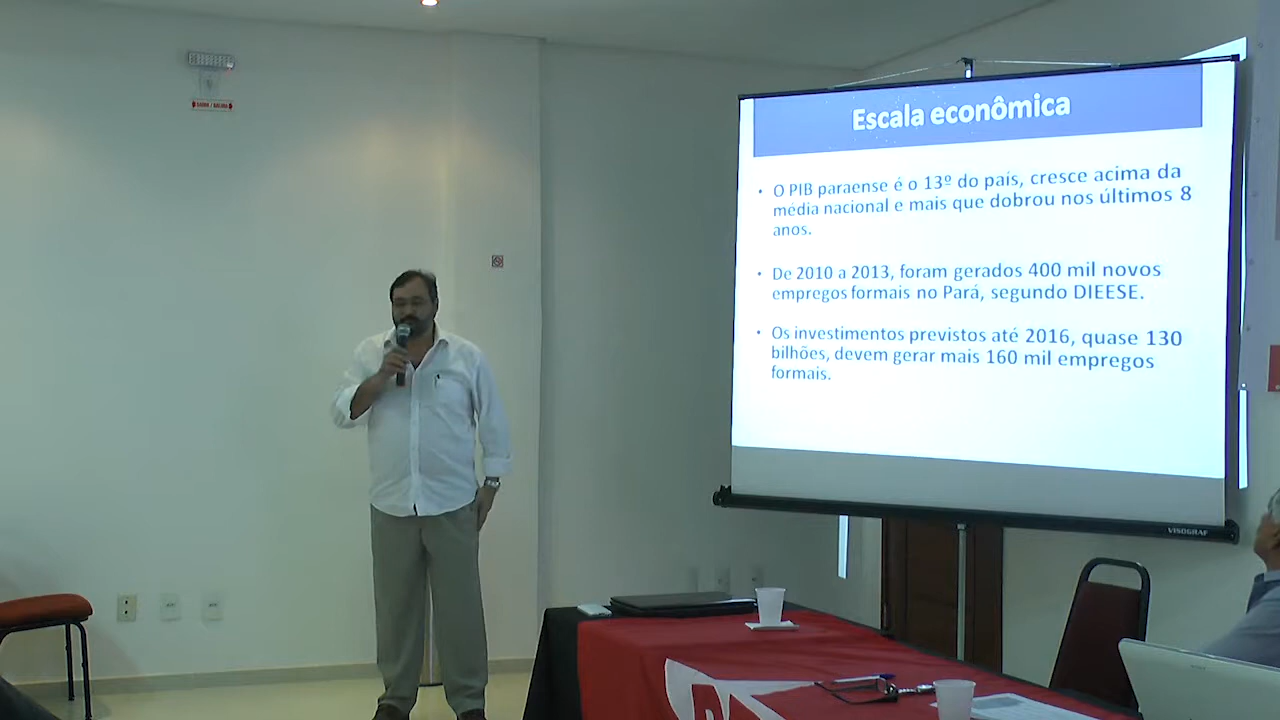 Escala econômica
• O PIB paraense é o 13º do país, cresce acima da
média nacional e mais que dobrou nos últimos 8
anos.
• De 2010 a 2013, foram gerados 400 mil novos
empregos formais no Pará, segundo DIEESE.
• Os investimentos previstos até 2016, quase 130
bilhões, devem gerar mais 160 mil empregos
formais.
VISOGRAF